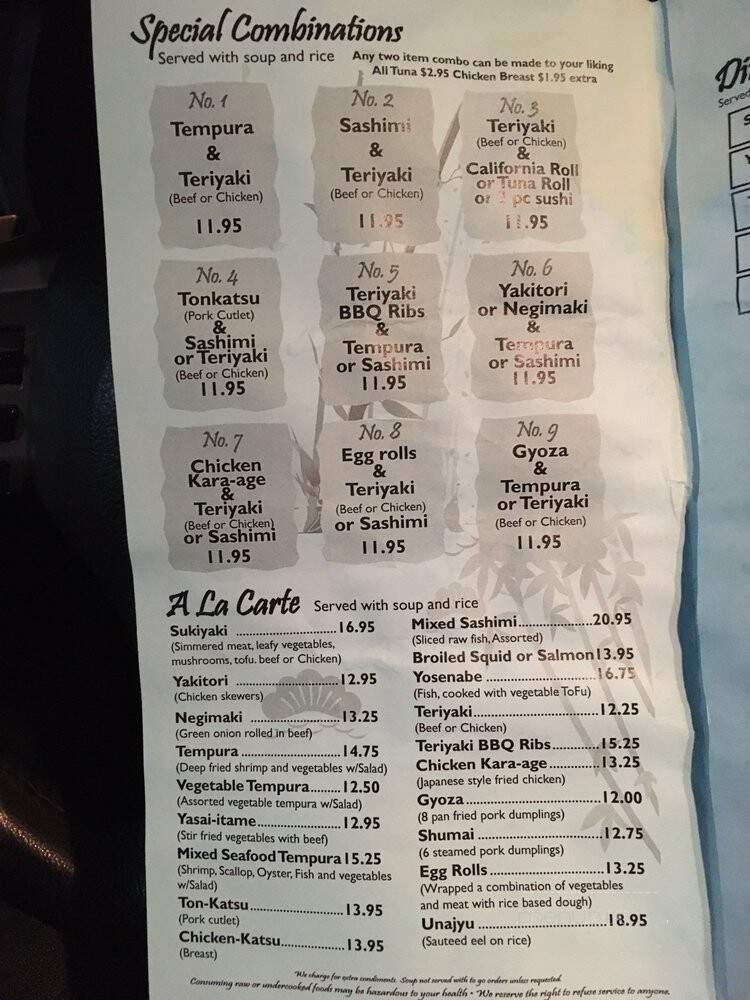 Special Combinations
Served with soup and rice
Any two item combo can be made to your liking
All Tuna $2.95 Chicken Breast $1.95 extra
No. 1
Tempura
&
Teriyaki
(Beef or Chicken)
11.95
No. 2
Sashimi
&
Teriyaki
(Beef or Chicken)
11.95
No. 3
Teriyaki
(Beef or Chicken)
&
California Roll
or Tuna Roll
or pc sushi
11.95
No. 4
Tonkatsu
(Pork Cutlet)
&
Sashimi
or Teriyaki
(Beef or Chicken)
11.95
No. 5
Teriyaki
BBQ Ribs
&
Tempura
or Sashimi
11.95
No. 6
Yakitori
or Negimaki
&
Tempura
or Sashimi
11.95
No. 7
Chicken
Kara-age
&
Teriyaki
(Beef or Chicken)
or Sashimi
11.95
No. 8
Egg rolls
&
Teriyaki
(Beef or Chicken)
or Sashimi
11.95
No. 9
Gyoza
&
Tempura
or Teriyaki
(Beef or Chicken)
11.95
A La Carte Served with soup and rice
Sukiyaki ..............................16.95
(Simmered meat, leafy vegetables,
mushrooms, tofu. beef or Chicken)
Yakitori ...............................12.95
(Chicken skewers)
Negimaki ...........................13.25
(Green onion rolled in beef)
Tempura ..............................14.75
(Deep fried shrimp and vegetables w/Salad)
Vegetable Tempura.........12.50
(Assorted vegetable tempura w/Salad)
Yasai-itame.........................12.95
(Stir fried vegetables with beef)
Mixed Seafood Tempura 15.25
(Shrimp, Scallop, Oyster, Fish and vegetables
w/Salad)
Ton-Katsu............................13.95
(Pork cutlet)
Chicken-Katsu...................13.95
(Breast)
Mixed Sashimi......................20.95
(Sliced raw fish, Assorted)
Broiled Squid or Salmon 13.95
Yosenabe ..............................16.75
(Fish, cooked with vegetable ToFu)
Teriyaki.....................................12.25
(Beef or Chicken)
Teriyaki BBQ Ribs..............15.25
Chicken Kara-age...............13.25
(Japanese style fried chicken)
Gyoza.......................................12.00
(8 pan fried pork dumplings)
Shumai ....................................12.75
(6 steamed pork dumplings)
Egg Rolls.................................13.25
(Wrapped a combination of vegetables
and meat with rice based dough)
Unajyu .....................................18.95
(Sauteed eel on rice)
*We charge for extra condiments. Soup not served with to go orders unless requested.
Consuming raw or undercooked foods may be hazardous to your health • *We reserve the right to refuse service to anyone.
Served